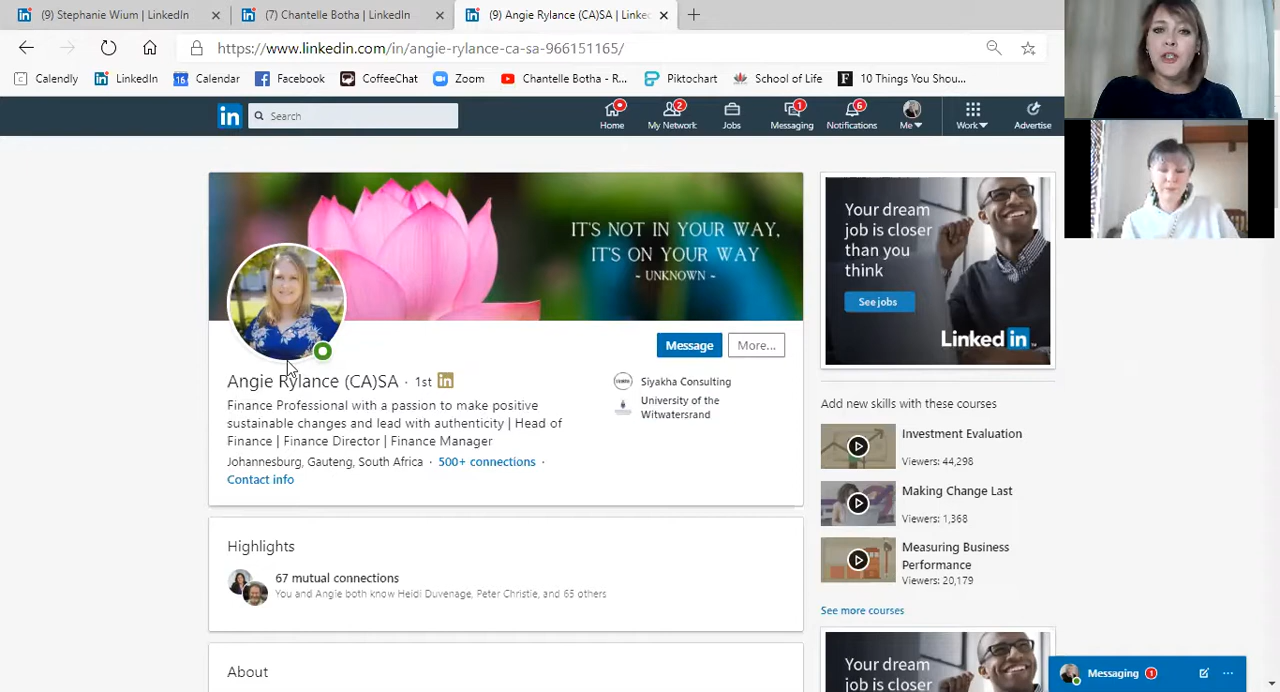 (9) Stephanie Wium | LinkedIn
(7) Chantelle Botha | LinkedIn
(9) Angie Rylance (CA)SA | Linke
https://www.linkedin.com/in/angie-rylance-ca-sa-966151165/
Calendly
LinkedIn
16
Calendar
Facebook
CoffeeChat
Zoom
Chantelle Botha - R...
Piktochart
School of Life
F
10 Things You Shou...
in
Search
Home
2
My Network
Jobs
1
Messaging
6
Notifications
Me
Work
Advertise
IT'S NOT IN YOUR WAY,
IT'S ON YOUR WAY
~ UNKNOWN ~
Message
More...
Angie Rylance (CA)SA · 1st in
Finance Professional with a passion to make positive
sustainable changes and lead with authenticity | Head of
Finance | Finance Director | Finance Manager
Johannesburg, Gauteng, South Africa · 500+ connections ·
Contact info
Siyakha Consulting
University of the
Witwatersrand
Highlights
67 mutual connections
You and Angie both know Heidi Duvenage, Peter Christie, and 65 others
About
Your dream
job is closer
than you
think
See jobs
Linked in
Add new skills with these courses
Investment Evaluation
Viewers: 44,298
Making Change Last
Viewers: 1,368
Measuring Business
Performance
Viewers: 20,179
See more courses
Your dream
job is closer
Messaging 1